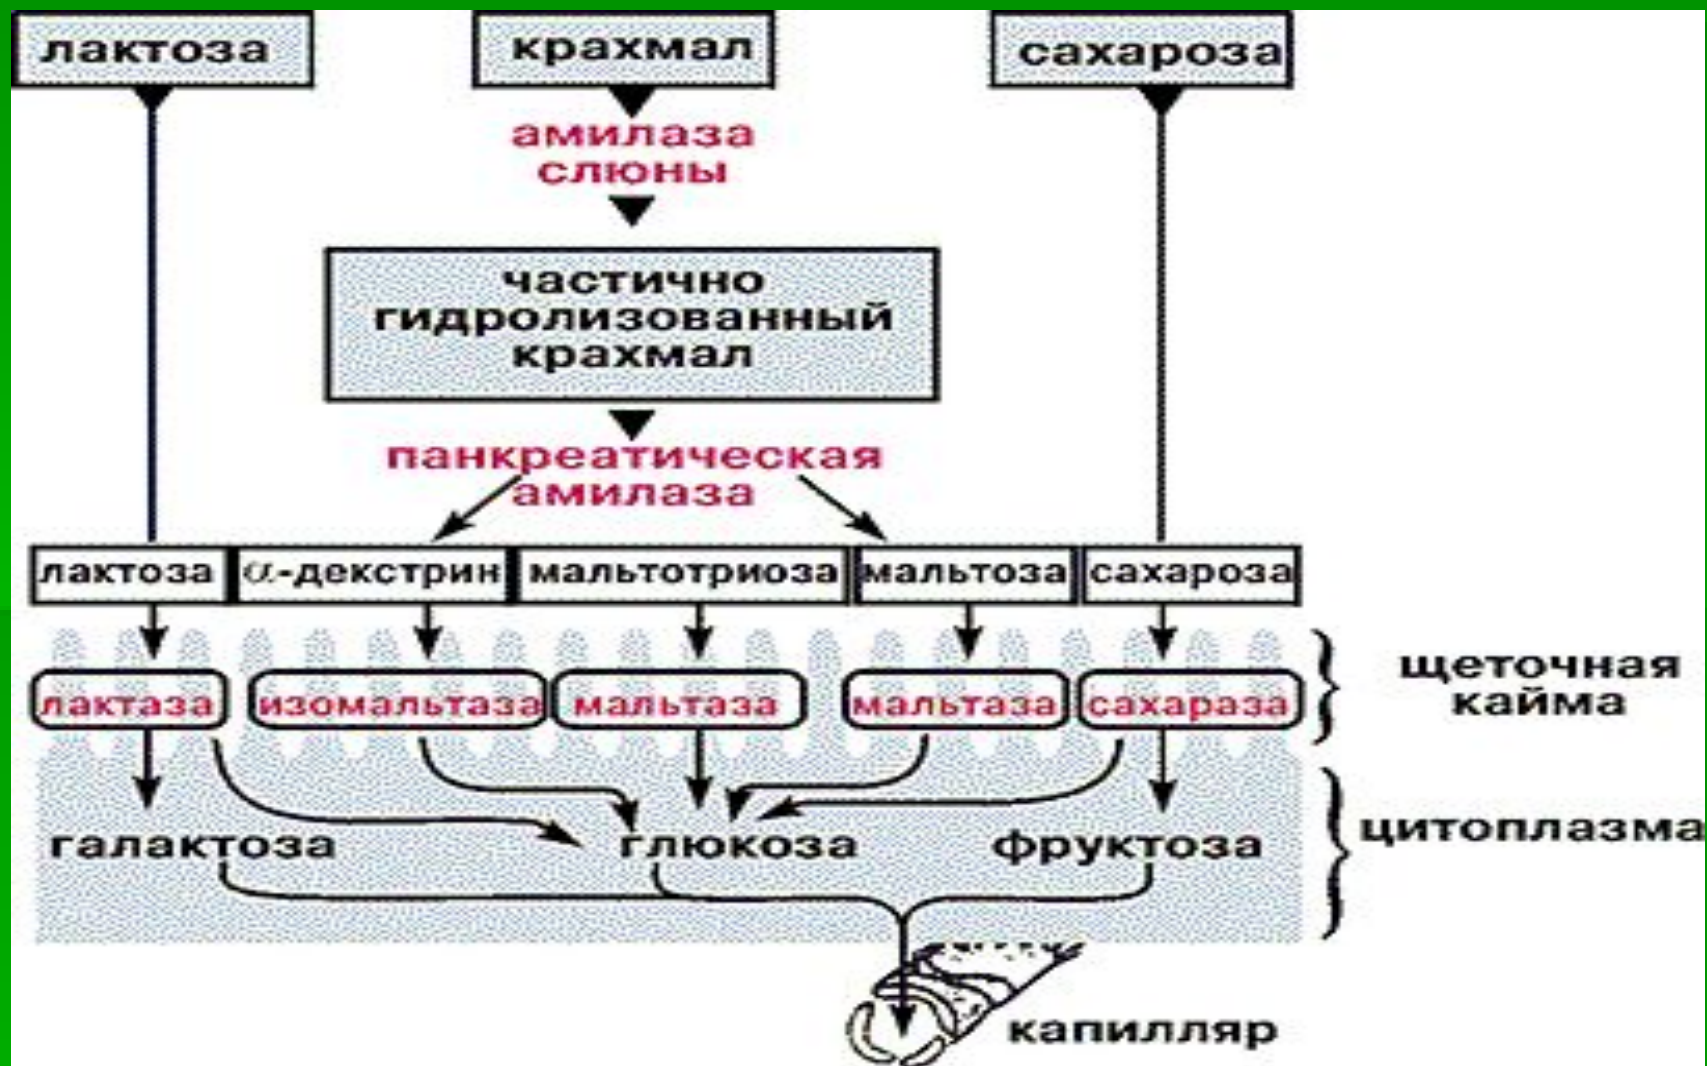 лактоза
крахмал
сахароза
амилаза
слюны
частично
гидролизованный
крахмал
панкреатическая
амилаза
лактоза
α-декстрин
мальтотриоза
мальтоза
сахароза
лактаза
изомальтаза
мальтаза
мальтаза
сахараза
щеточная
кайма
галактоза
глюкоза
фруктоза
цитоплазма
капилляр